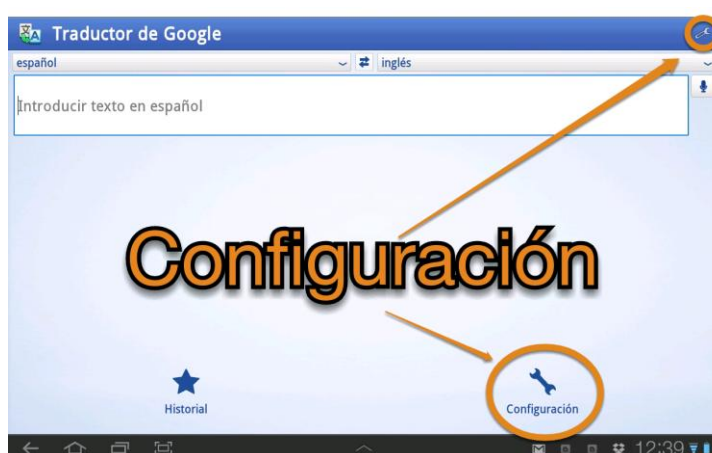 Traductor de Google
español inglés
Introducir texto en español
Configuración
Historial Configuración
12:39